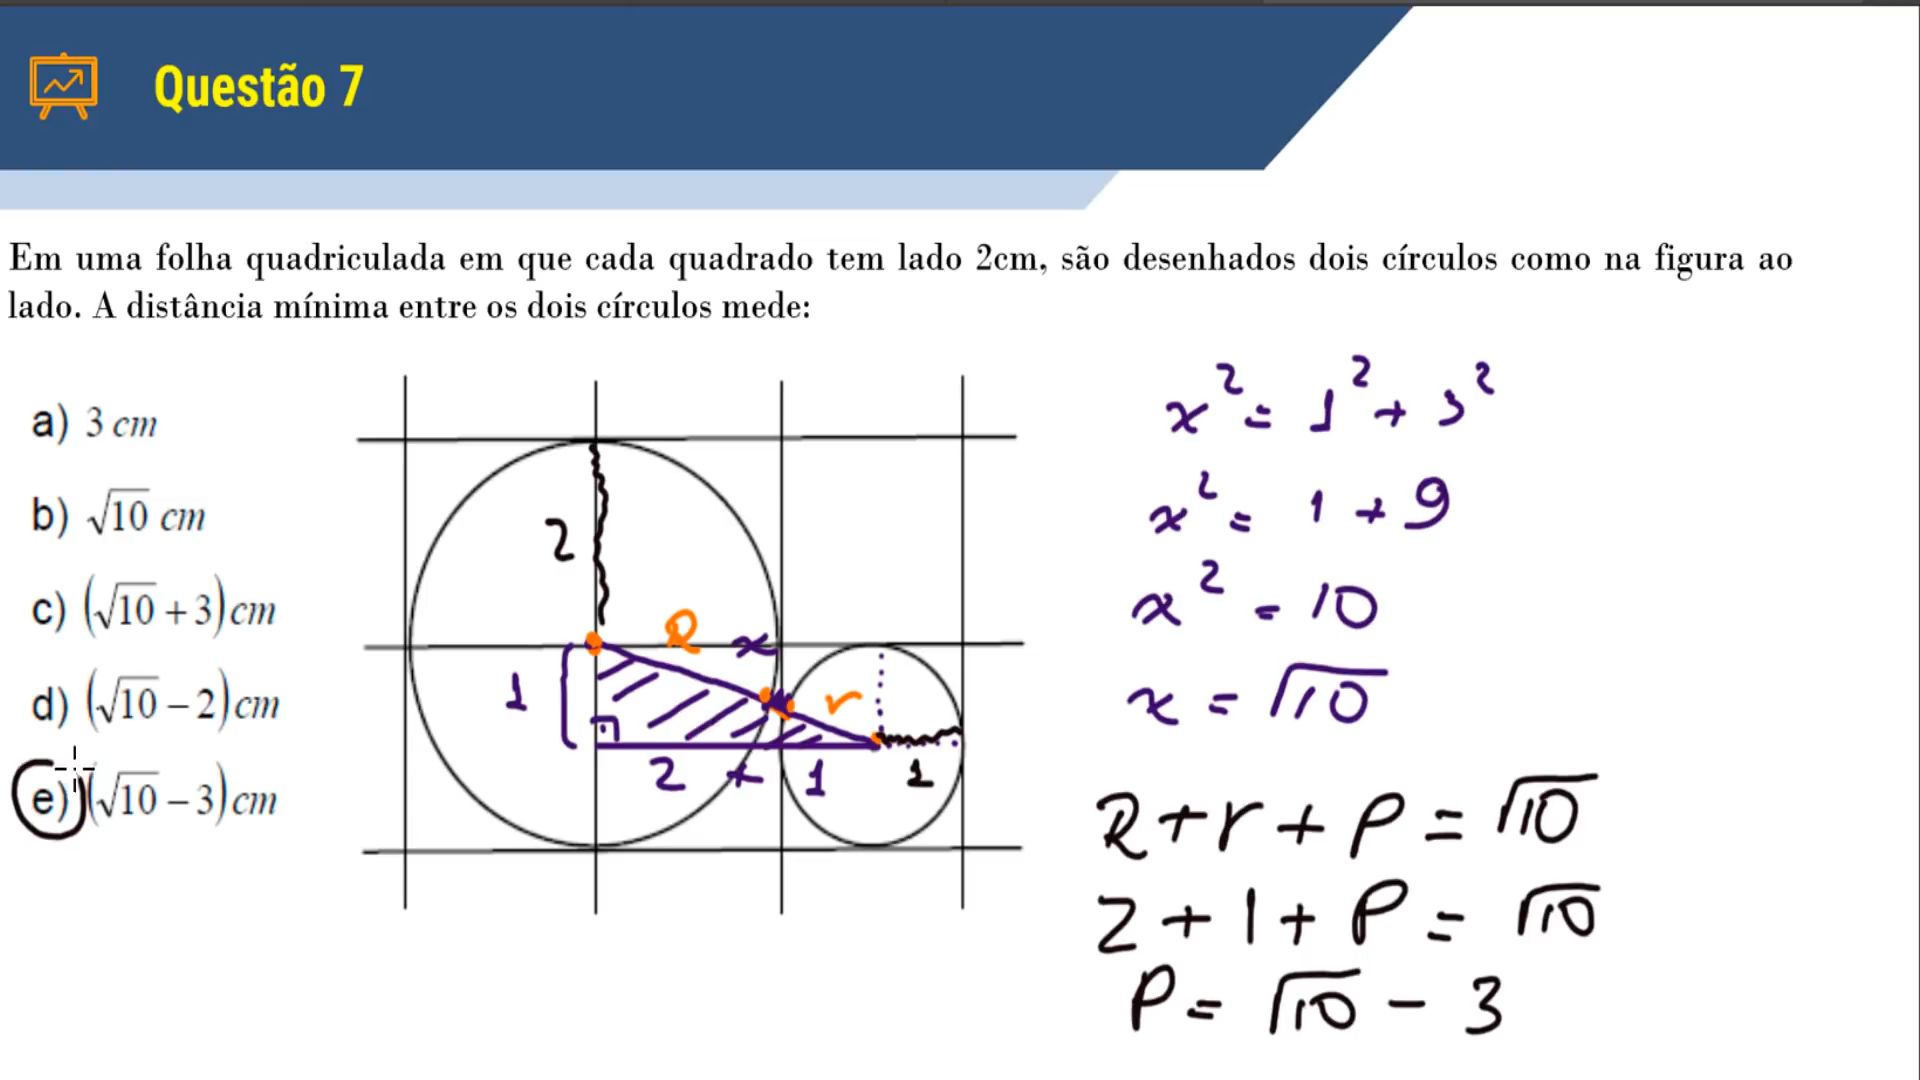 Questão 7
Em uma folha quadriculada em que cada quadrado tem lado 2cm, são desenhados dois círculos como na figura ao
lado. A distância mínima entre os dois círculos mede:
a) 3 cm
b) √10 cm
c) (√10 + 3) cm
d) (√10 − 2) cm
e) (√10 − 3) cm
2
R x
1 r
2 + 1 1
x² = 1² + 3²
x² = 1 + 9
x² = 10
x = √10
R + r + P = √10
2 + 1 + P = √10
P = √10 − 3